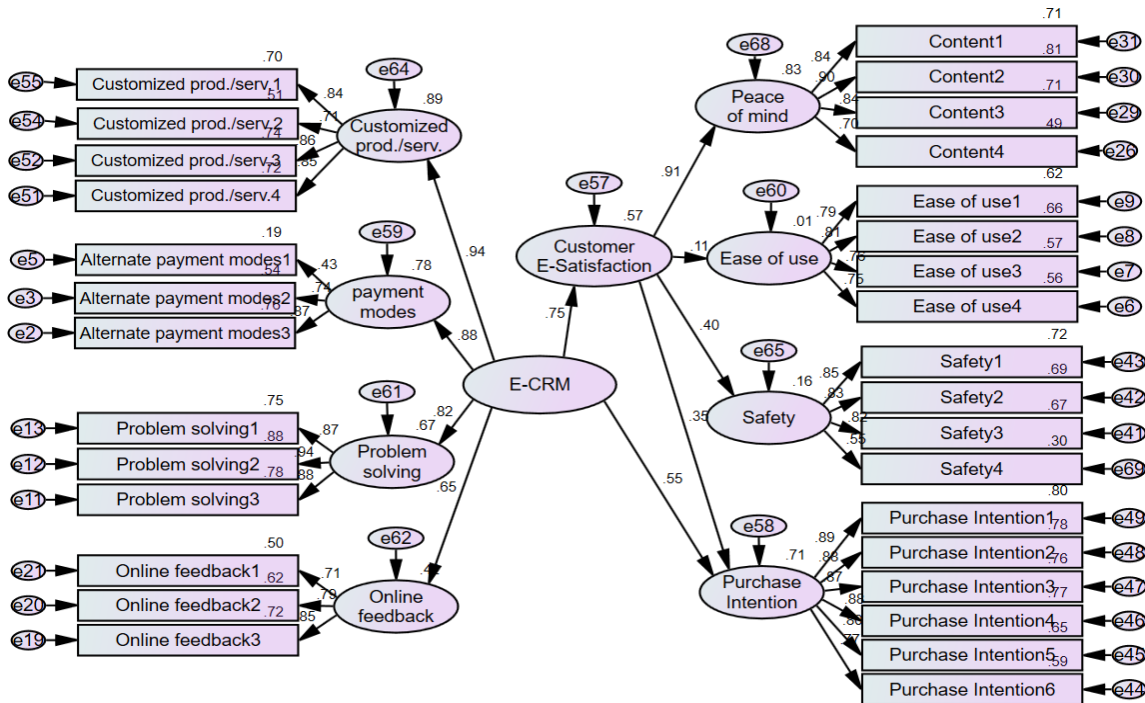 .70
e55
Customized prod./serv.1
.84
.51
e54
Customized prod./serv.2
.71
.74
e52
Customized prod./serv.3
.86
.72
e51
Customized prod./serv.4
.85
e64
.89
Customized
prod./serv.
.94
.19
e5
Alternate payment modes1
.43
.54
e3
Alternate payment modes2
.74
.76
e2
Alternate payment modes3
.87
e59
.78
payment
modes
.88
.75
e13
Problem solving1
.87
.88
e12
Problem solving2
.94
.78
e11
Problem solving3
.88
e61
.67
Problem
solving
.82
.50
e21
Online feedback1
.71
.62
e20
Online feedback2
.79
.72
e19
Online feedback3
.85
e62
Online
feedback
.65
E-CRM
.75
.55
e57
.57
Customer
E-Satisfaction
.91
.11
.40
.35
e68
.83
Peace
of mind
.71
.84
Content1
e31
.81
.90
Content2
e30
.71
.84
Content3
e29
.49
.70
Content4
e26
e60
.01
Ease of use
.62
.79
Ease of use1
e9
.66
.81
Ease of use2
e8
.57
Ease of use3
e7
.56
.75
Ease of use4
e6
e65
.16
Safety
.72
.85
Safety1
e43
.69
.83
Safety2
e42
.67
.82
Safety3
e41
.30
.55
Safety4
e69
e58
.71
Purchase
Intention
.80
.89
Purchase Intention1
e49
.78
.88
Purchase Intention2
e48
.76
.87
Purchase Intention3
e47
.77
.88
Purchase Intention4
e46
.65
Purchase Intention5
e45
.59
.77
Purchase Intention6
e44